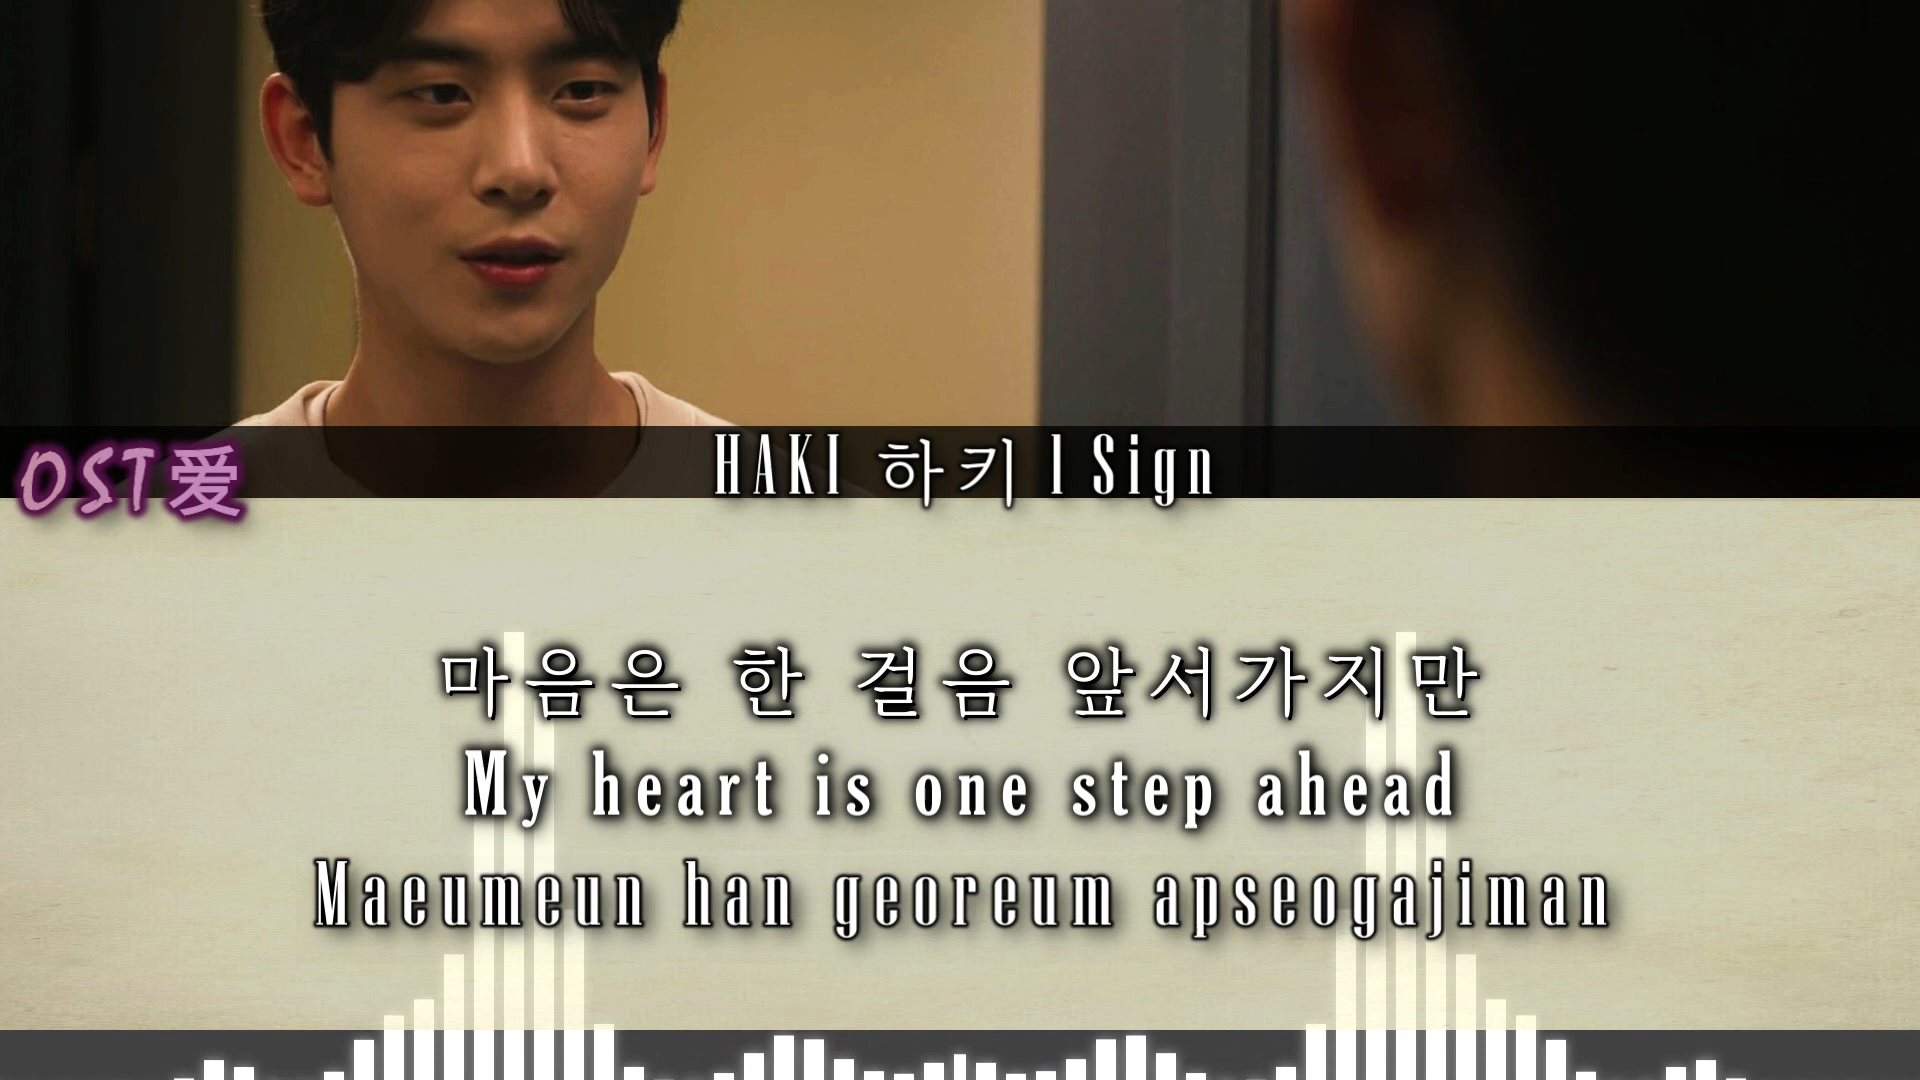 HAKI 하키 l Sign
OST爱
마음은 한 걸음 앞서가지만
My heart is one step ahead
Maeumeun han georeum apseogajiman